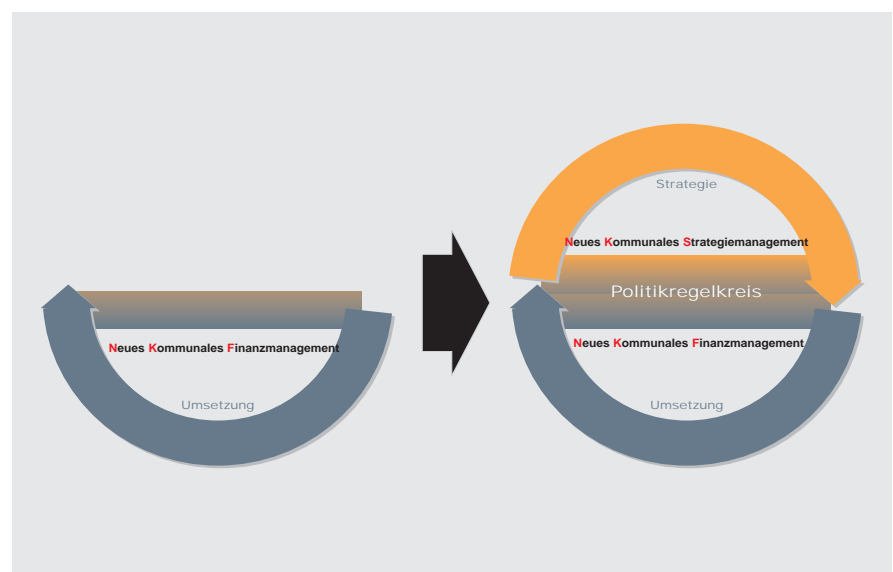 Neues Kommunales Finanzmanagement
Umsetzung
Strategie
Neues Kommunales Strategiemanagement
Politikregelkreis
Neues Kommunales Finanzmanagement
Umsetzung